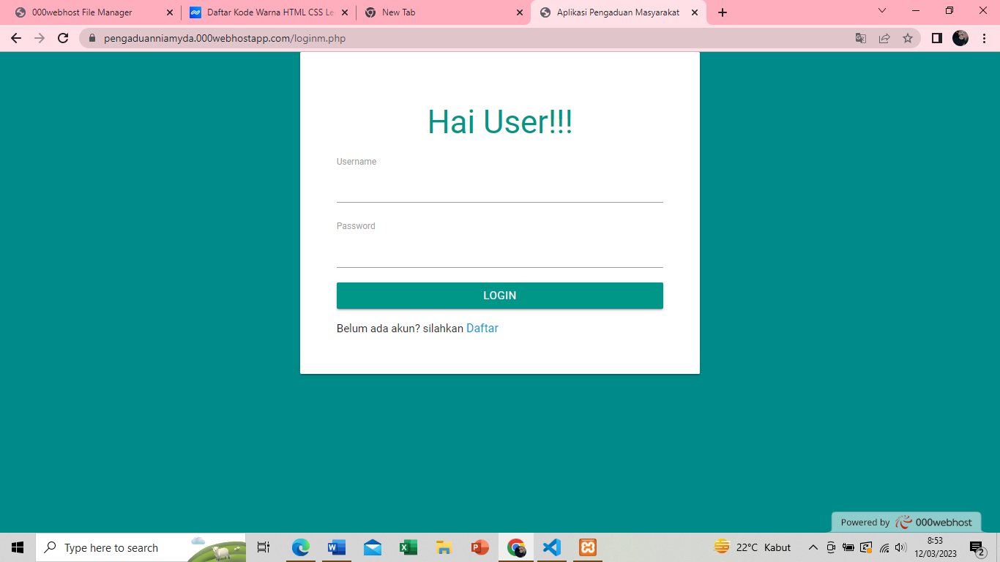 000webhost File Manager
Daftar Kode Warna HTML CSS Le
New Tab
Aplikasi Pengaduan Masyarakat
pengaduanniamyda.000webhostapp.com/loginm.php
Hai User!!!
Username
Password
LOGIN
Belum ada akun? silahkan Daftar
Powered by 000webhost
Type here to search
22°C Kabut
8:53
12/03/2023
2